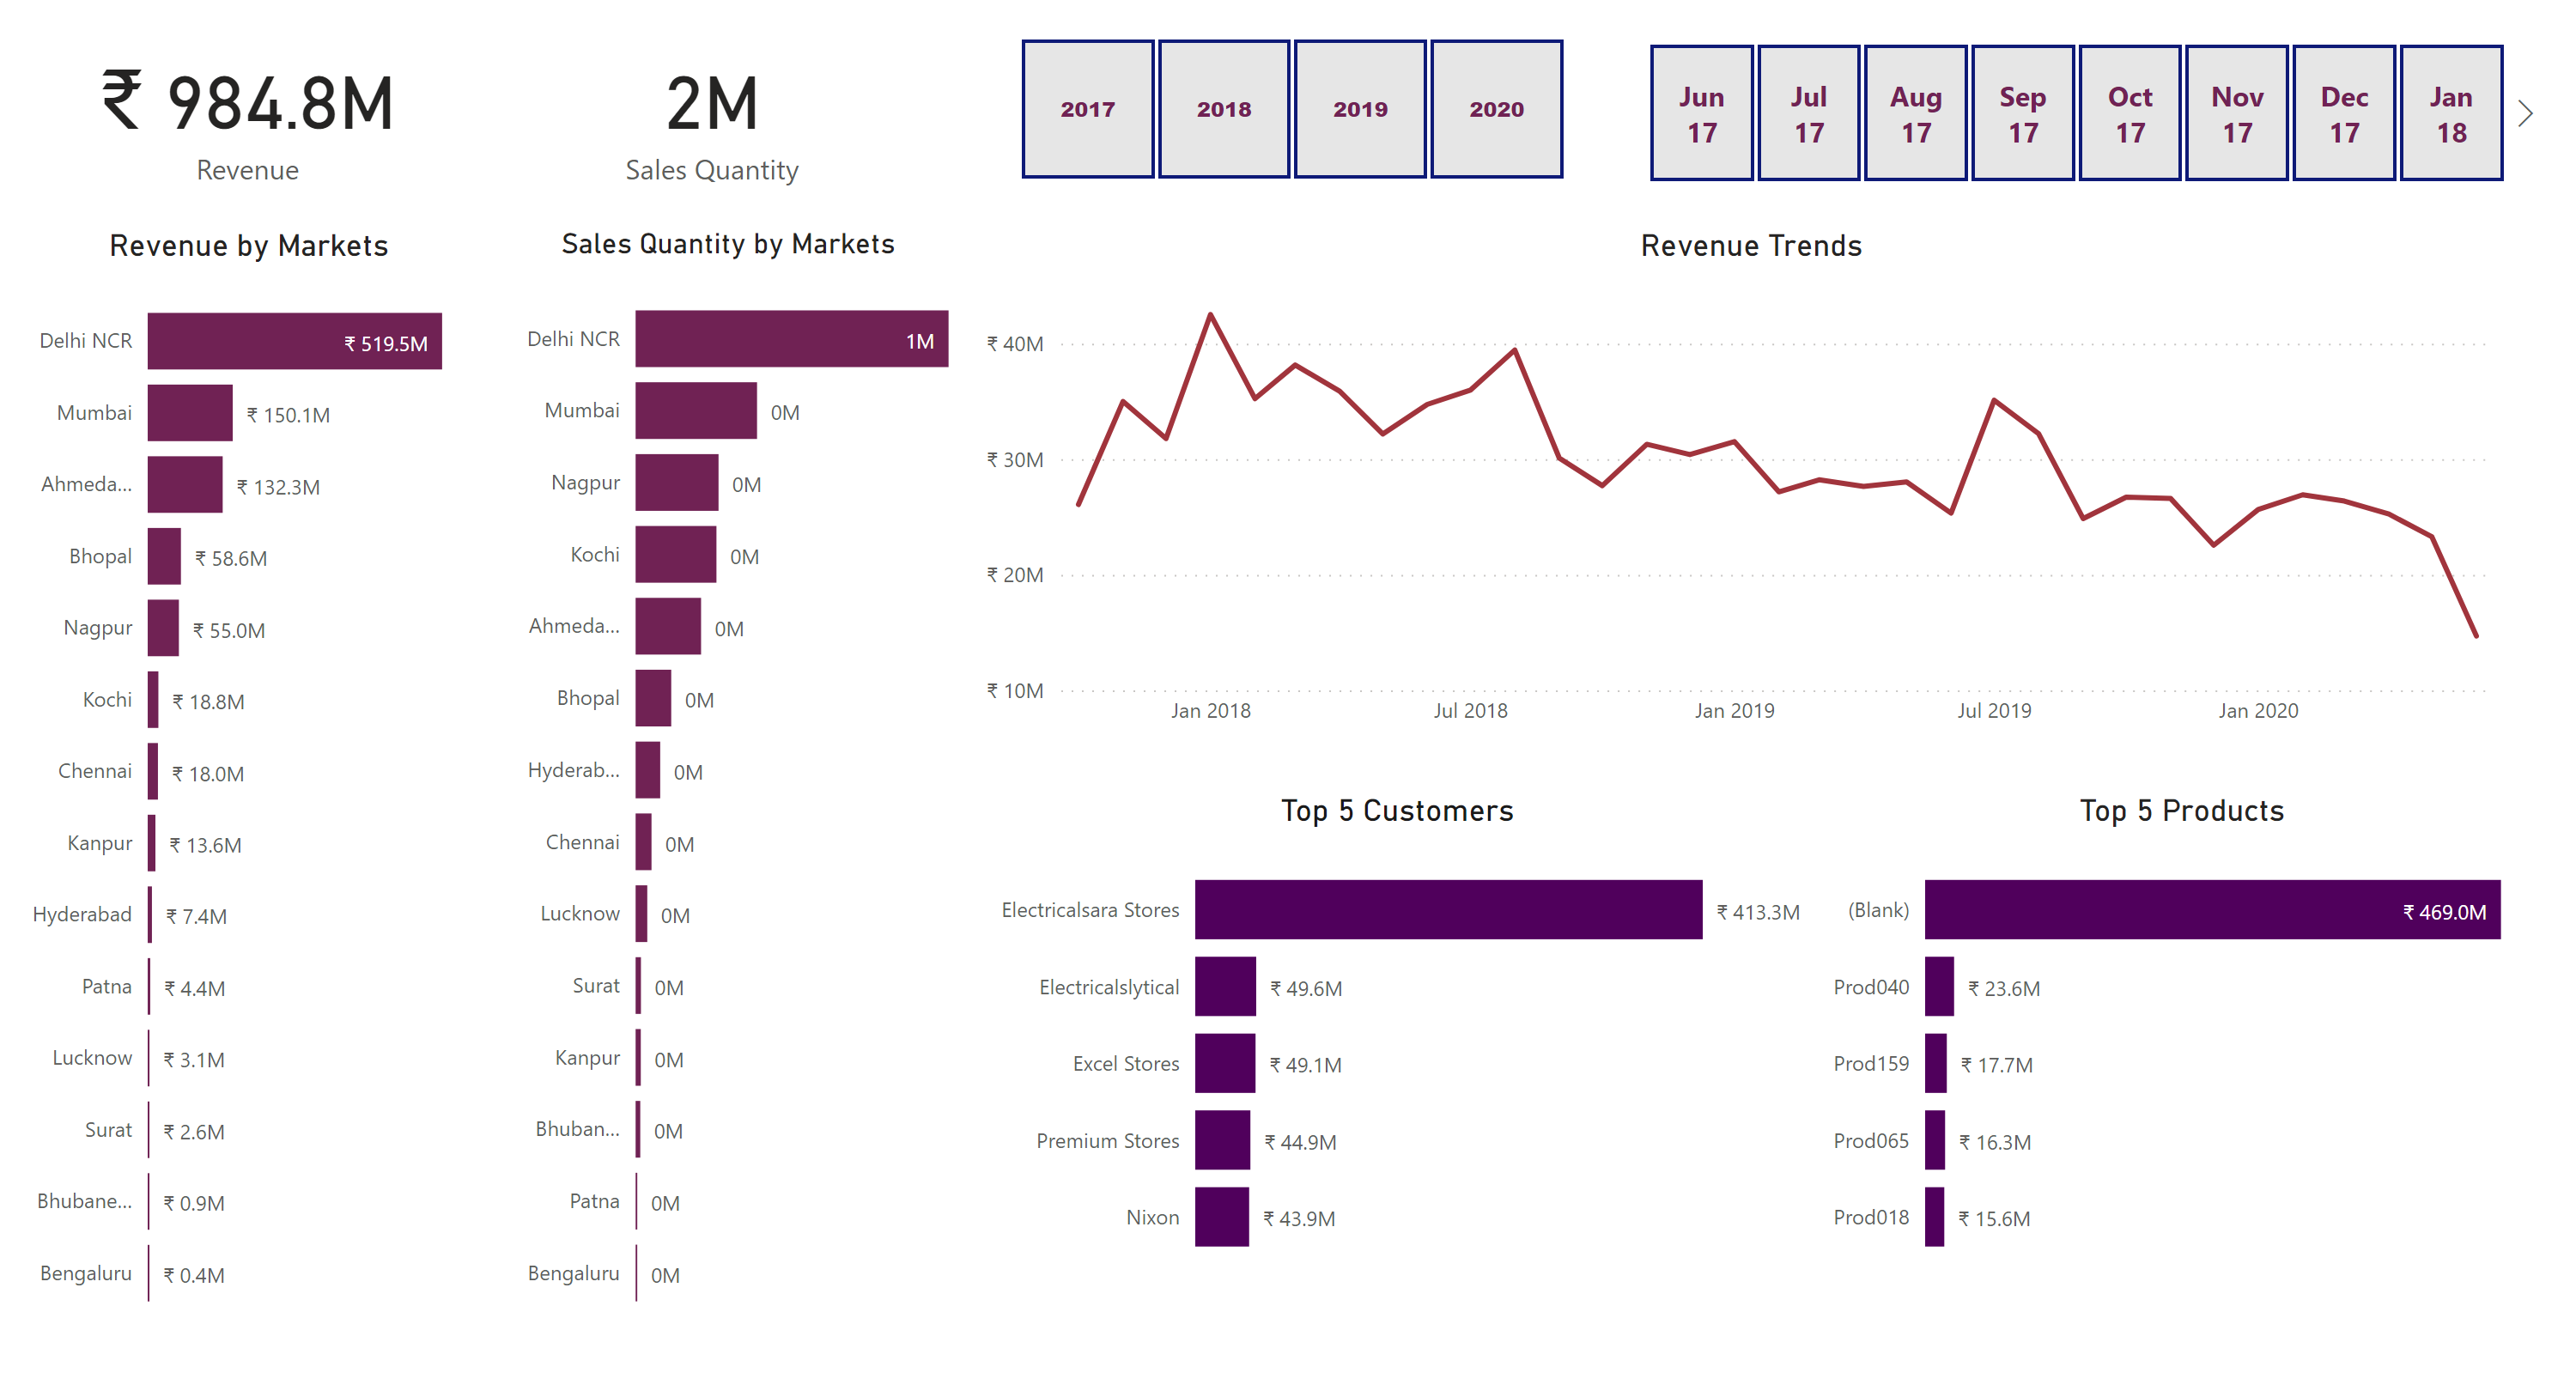 ₹ 984.8M
Revenue
2M
Sales Quantity
2017
2018
2019
2020
Jun 17
Jul 17
Aug 17
Sep 17
Oct 17
Nov 17
Dec 17
Jan 18
Revenue by Markets
Delhi NCR ₹ 519.5M
Mumbai ₹ 150.1M
Ahmeda... ₹ 132.3M
Bhopal ₹ 58.6M
Nagpur ₹ 55.0M
Kochi ₹ 18.8M
Chennai ₹ 18.0M
Kanpur ₹ 13.6M
Hyderabad ₹ 7.4M
Patna ₹ 4.4M
Lucknow ₹ 3.1M
Surat ₹ 2.6M
Bhubane... ₹ 0.9M
Bengaluru ₹ 0.4M
Sales Quantity by Markets
Delhi NCR 1M
Mumbai 0M
Nagpur 0M
Kochi 0M
Ahmeda... 0M
Bhopal 0M
Hyderab... 0M
Chennai 0M
Lucknow 0M
Surat 0M
Kanpur 0M
Bhuban... 0M
Patna 0M
Bengaluru 0M
Revenue Trends
₹ 40M
₹ 30M
₹ 20M
₹ 10M
Jan 2018 Jul 2018 Jan 2019 Jul 2019 Jan 2020
Top 5 Customers
Electricalsara Stores ₹ 413.3M
Electricalslytical ₹ 49.6M
Excel Stores ₹ 49.1M
Premium Stores ₹ 44.9M
Nixon ₹ 43.9M
Top 5 Products
(Blank) ₹ 469.0M
Prod040 ₹ 23.6M
Prod159 ₹ 17.7M
Prod065 ₹ 16.3M
Prod018 ₹ 15.6M